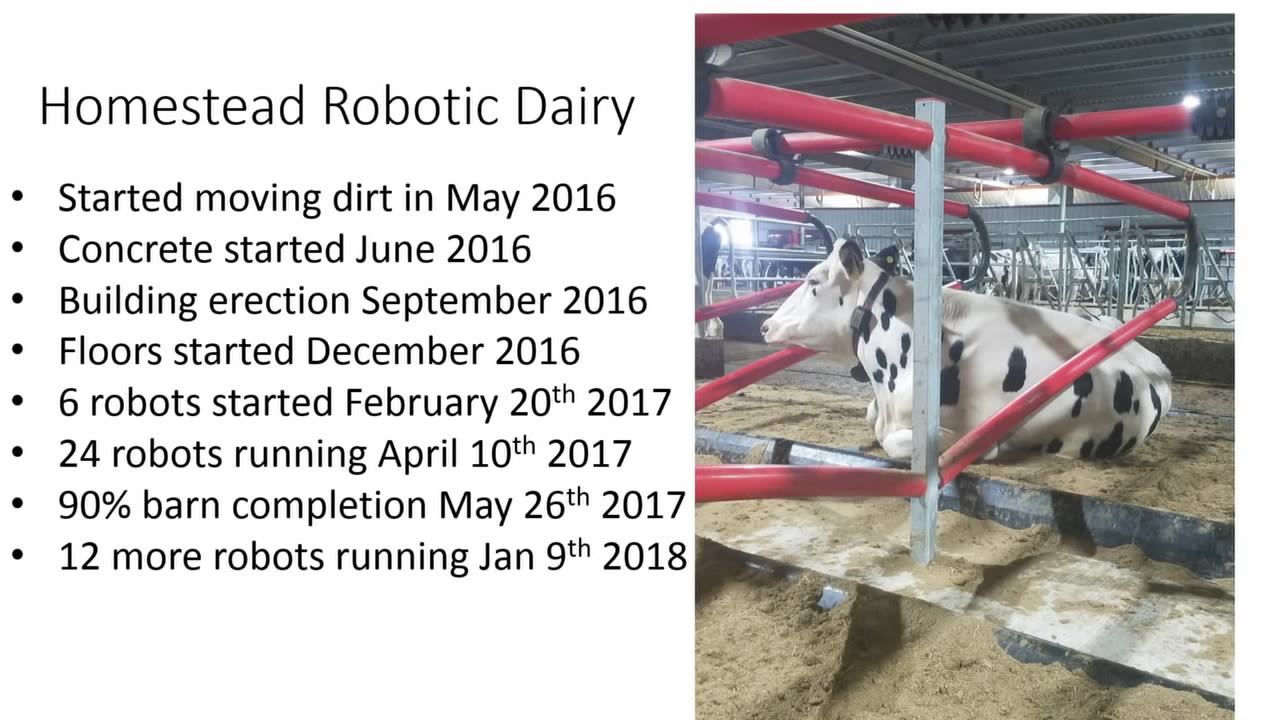 Homestead Robotic Dairy
• Started moving dirt in May 2016
• Concrete started June 2016
• Building erection September 2016
• Floors started December 2016
• 6 robots started February 20th 2017
• 24 robots running April 10th 2017
• 90% barn completion May 26th 2017
• 12 more robots running Jan 9th 2018